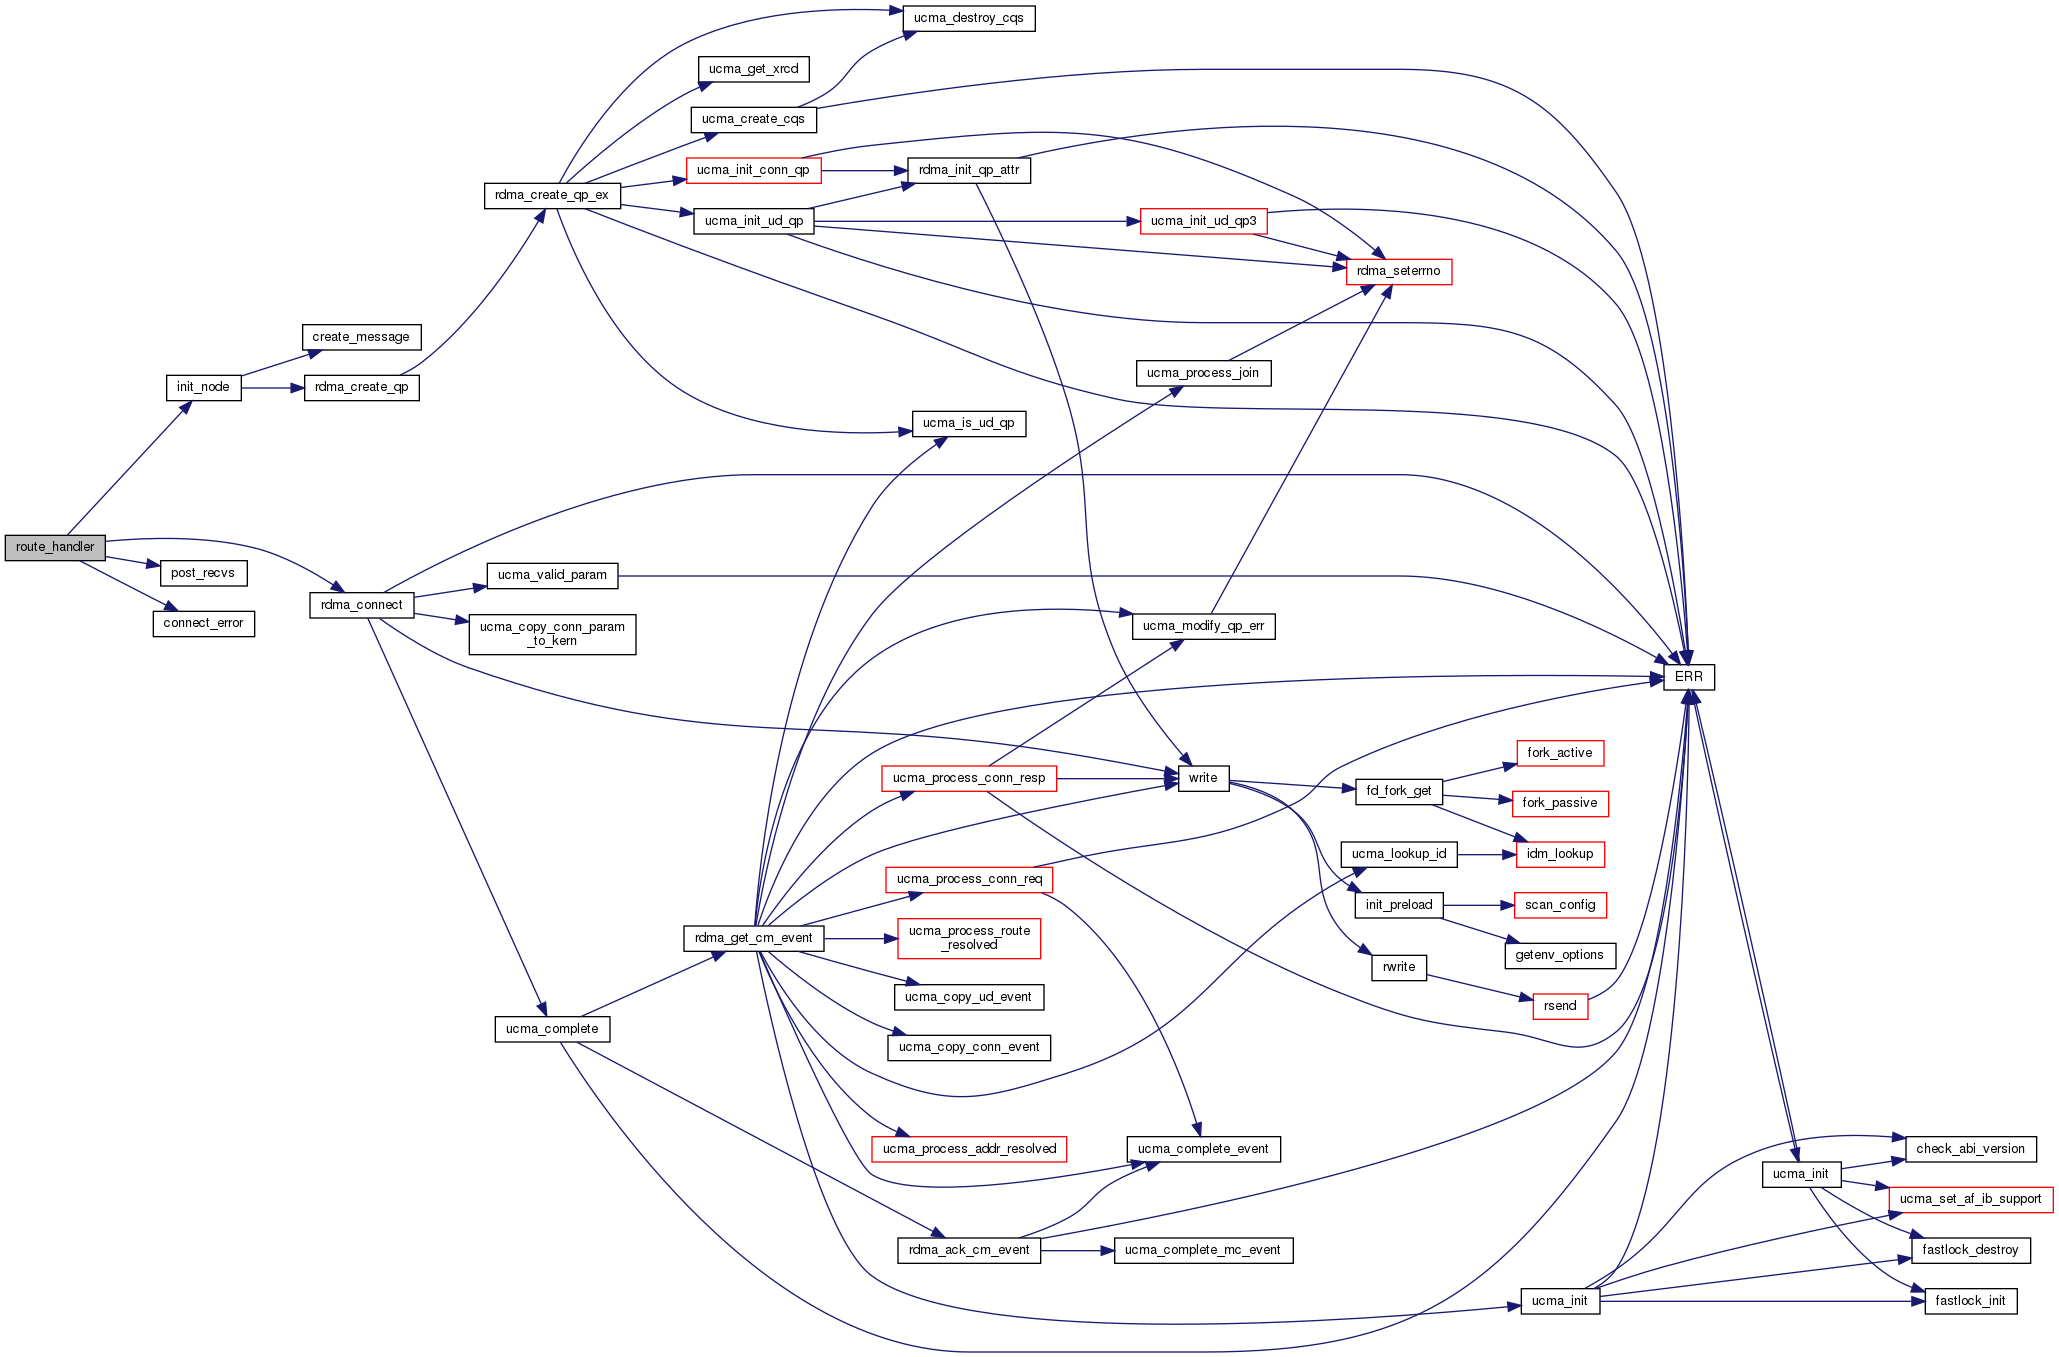 ucma_destroy_cqs
ucma_get_xrcd
ucma_create_cqs
ucma_init_conn_qp
rdma_init_qp_attr
rdma_create_qp_ex
ucma_init_ud_qp
ucma_init_ud_qp3
rdma_seterrno
create_message
init_node
rdma_create_qp
ucma_process_join
ucma_is_ud_qp
route_handler
post_recvs
connect_error
rdma_connect
ucma_valid_param
ucma_copy_conn_param
_to_kern
ucma_modify_qp_err
ERR
ucma_process_conn_resp
write
fd_fork_get
fork_active
fork_passive
ucma_lookup_id
idm_lookup
ucma_process_conn_req
init_preload
scan_config
rdma_get_cm_event
ucma_process_route
_resolved
getenv_options
rwrite
ucma_copy_ud_event
rsend
ucma_complete
ucma_copy_conn_event
ucma_process_addr_resolved
ucma_complete_event
check_abi_version
ucma_init
ucma_set_af_ib_support
rdma_ack_cm_event
ucma_complete_mc_event
fastlock_destroy
ucma_init
fastlock_init